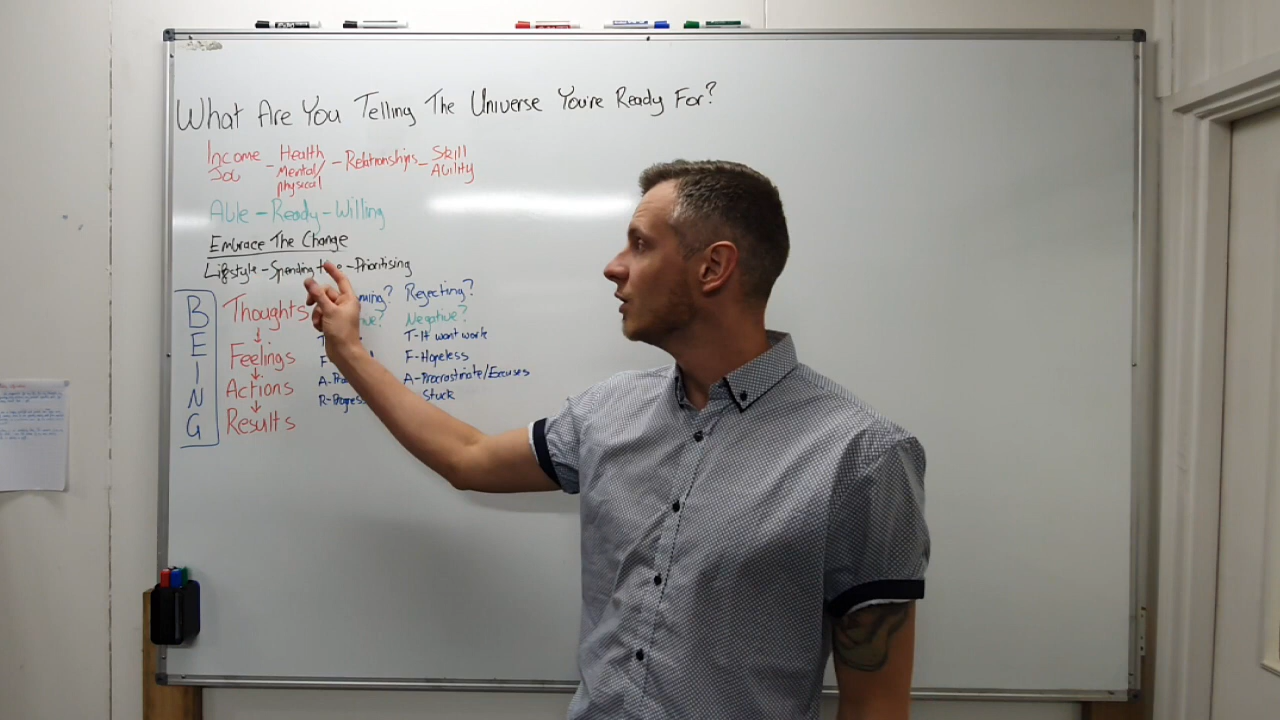 What Are You Telling The Universe You're Ready For?
Income Job - Health Mental/physical - Relationships - Skill Ability
Able - Ready - Willing
Embrace The Change
Lifestyle - Spending - Prioritising
BEING
Thoughts Rejecting?
Negative?
T - It wont work
Feelings F - Hopeless
Actions A - Procrastinate/Excuses
R - Stuck
Results